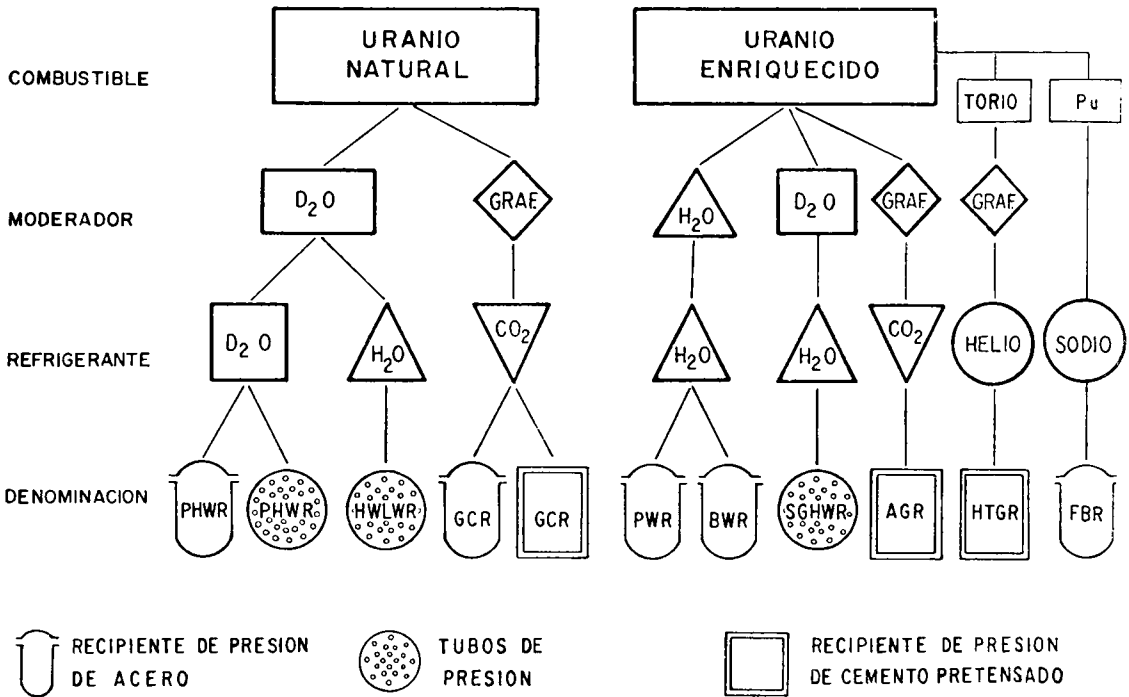 COMBUSTIBLE
URANIO
NATURAL
URANIO
ENRIQUECIDO
TORIO
Pu
MODERADOR
D2O
GRAF
H2O
D2O
GRAF
GRAF
REFRIGERANTE
D2O
H2O
CO2
H2O
H2O
CO2
HELIO
SODIO
DENOMINACION
PHWR
PHWR
HWLWR
GCR
GCR
PWR
BWR
SGHWR
AGR
HTGR
FBR
RECIPIENTE DE PRESION
DE ACERO
TUBOS DE
PRESION
RECIPIENTE DE PRESION
DE CEMENTO PRETENSADO